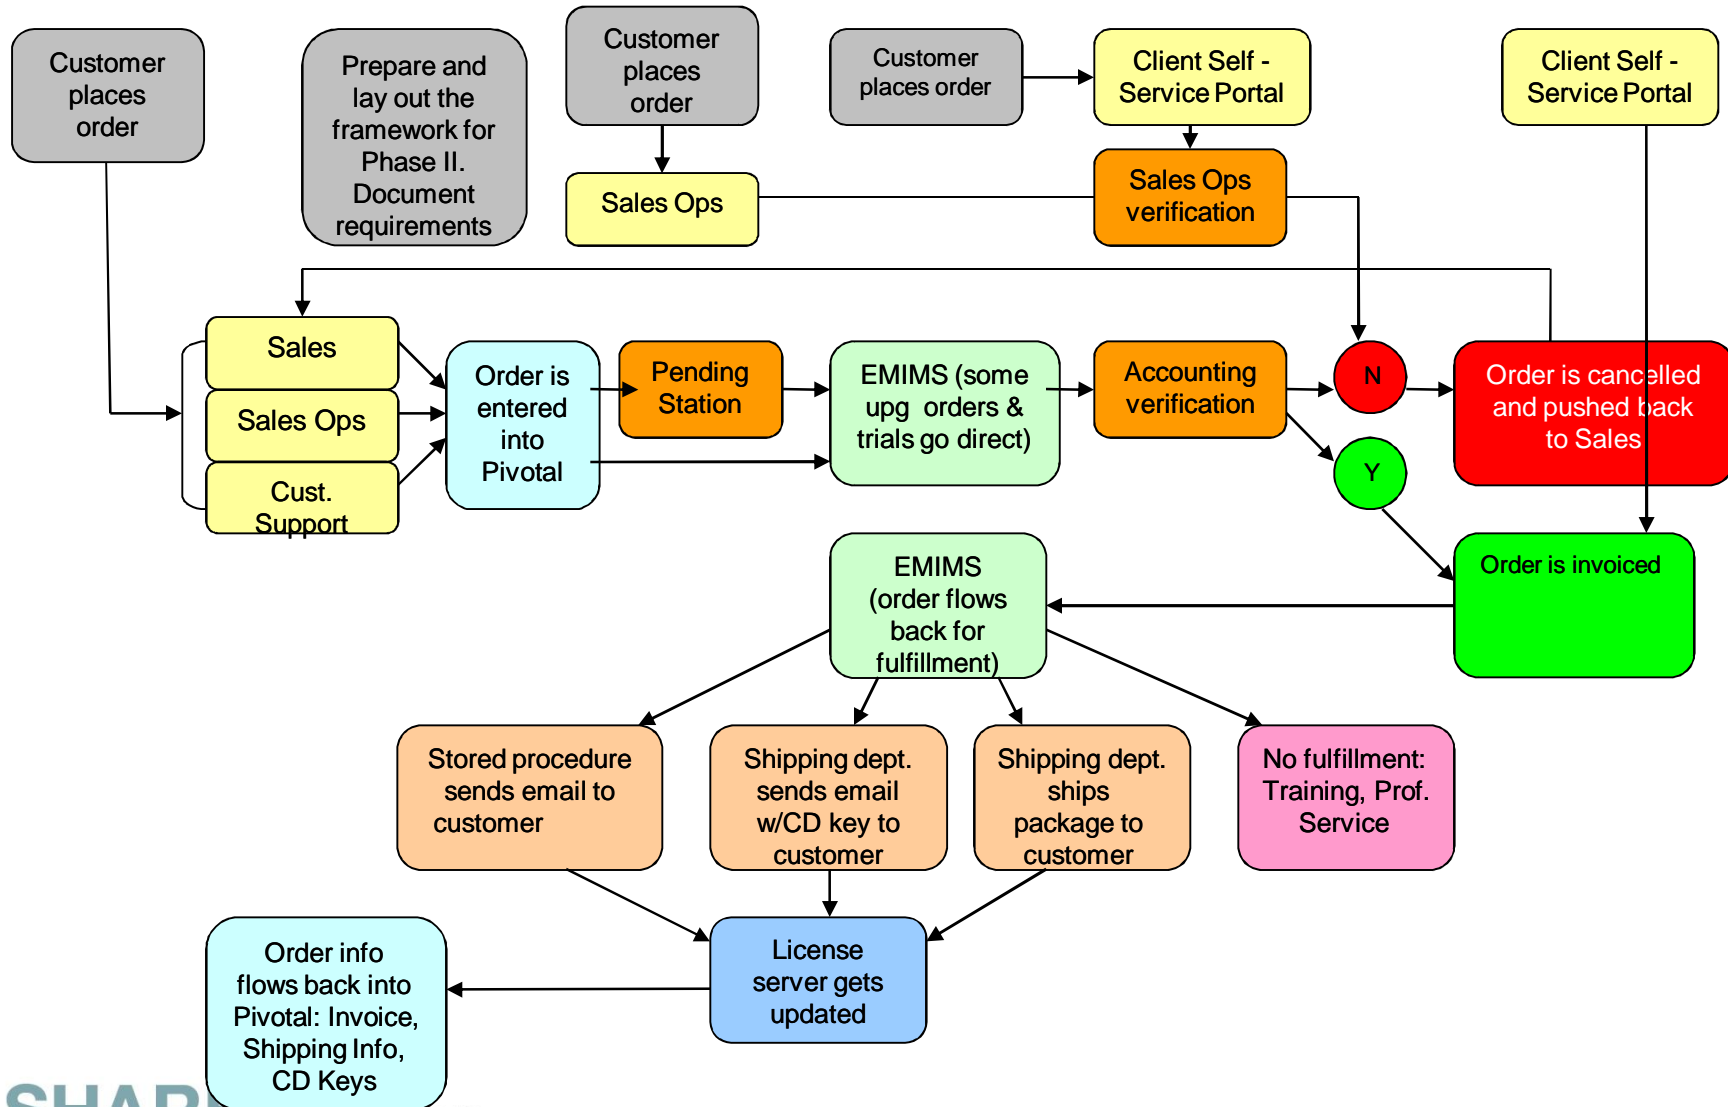 Customer
places
order
Prepare and
lay out the
framework for
Phase II.
Document
requirements
Customer
places
order
Customer
places order
Client Self -
Service Portal
Client Self -
Service Portal
Sales Ops
Sales Ops
verification
Sales
Sales Ops
Cust.
Support
Order is
entered
into
Pivotal
Pending
Station
EMIMS (some
upg orders &
trials go direct)
Accounting
verification
N
Y
Order is cancelled
and pushed back
to Sales
Order is invoiced
EMIMS
(order flows
back for
fulfillment)
Stored procedure
sends email to
customer
Shipping dept.
sends email
w/CD key to
customer
Shipping dept.
ships
package to
customer
No fulfillment:
Training, Prof.
Service
License
server gets
updated
Order info
flows back into
Pivotal: Invoice,
Shipping Info,
CD Keys